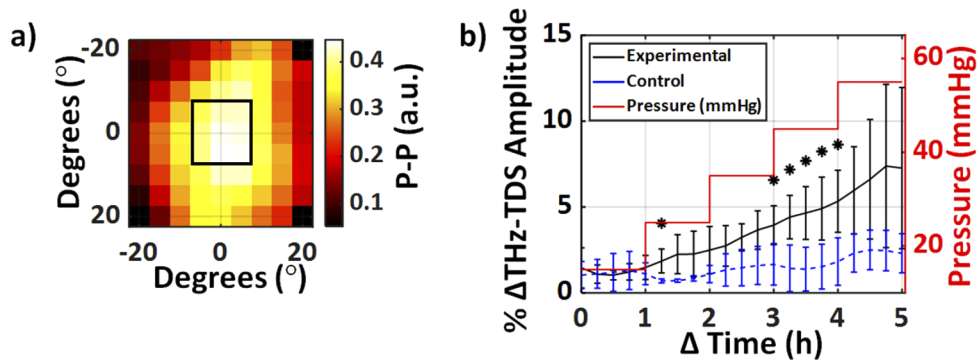 a)
Degrees (°)
-20
0
20
-20
0
20
Degrees (°)
0.4
0.3
0.2
0.1
P-P (a.u.)
b)
% ΔTHz-TDS Amplitude
15
10
5
0
Experimental
Control
Pressure (mmHg)
*
* * * * *
0 1 2 3 4 5
Δ Time (h)
60
40
20
Pressure (mmHg)